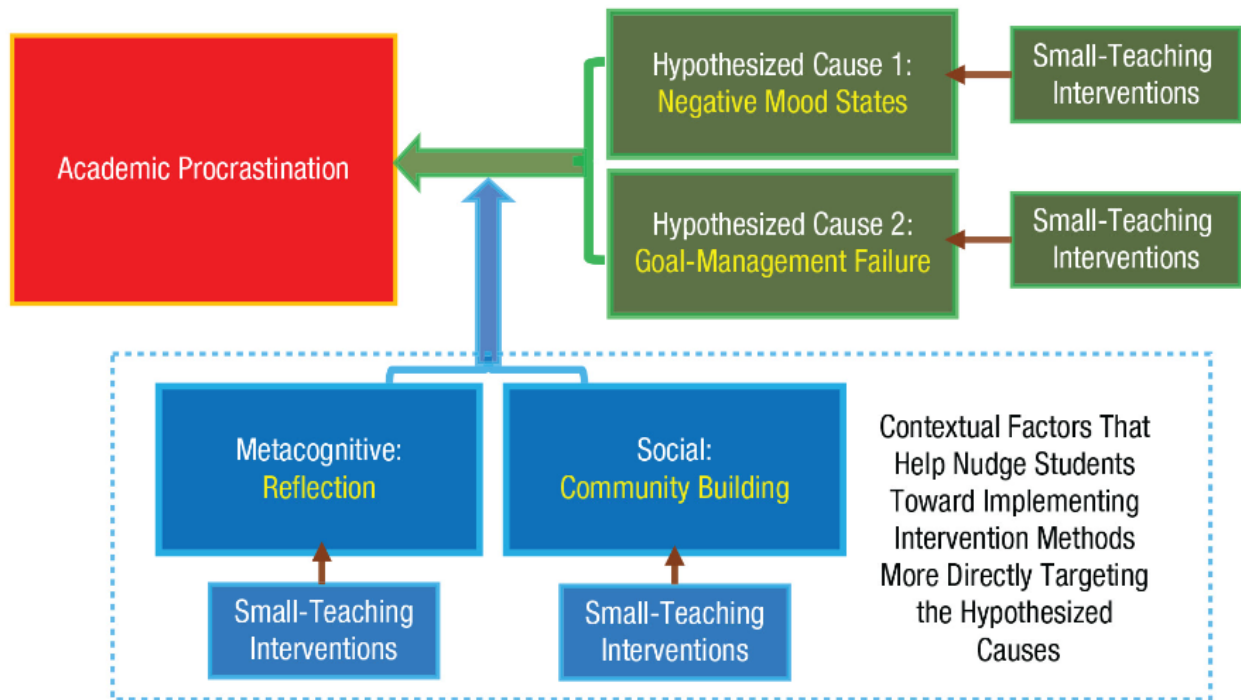 Academic Procrastination
Hypothesized Cause 1:
Negative Mood States
Small-Teaching
Interventions
Hypothesized Cause 2:
Goal-Management Failure
Small-Teaching
Interventions
Metacognitive:
Reflection
Social:
Community Building
Small-Teaching
Interventions
Small-Teaching
Interventions
Contextual Factors That
Help Nudge Students
Toward Implementing
Intervention Methods
More Directly Targeting
the Hypothesized
Causes